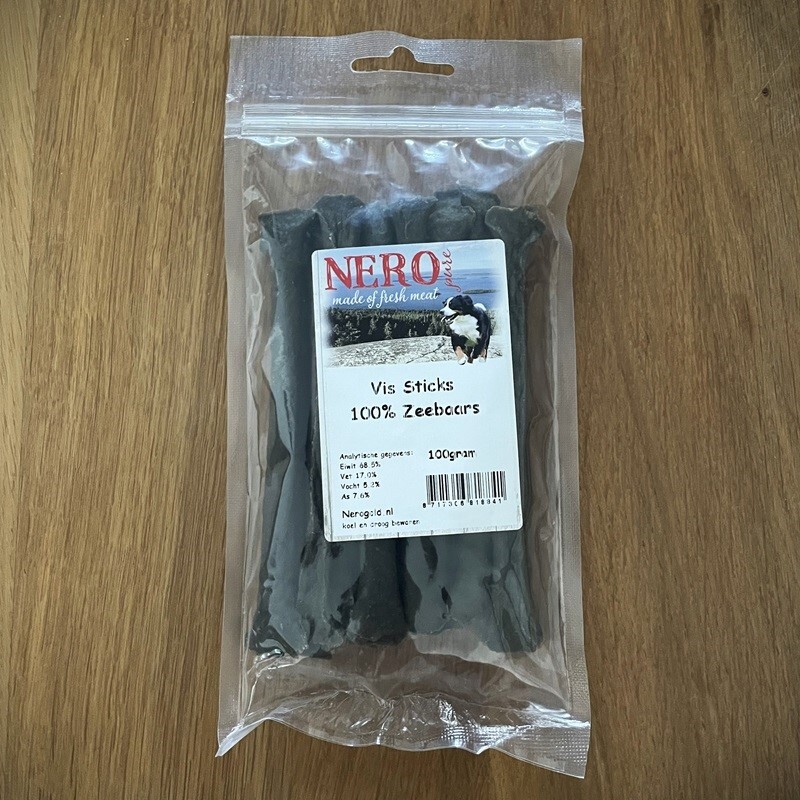 NERO pure
made of fresh meat
Vis Sticks
100% Zeebaars
Analytische gegevens: 100gram
Eiwit 68.5%
Vet 17.0%
Vocht 5.2%
As 7.6%
Nerogold.nl
koel en droog bewaren